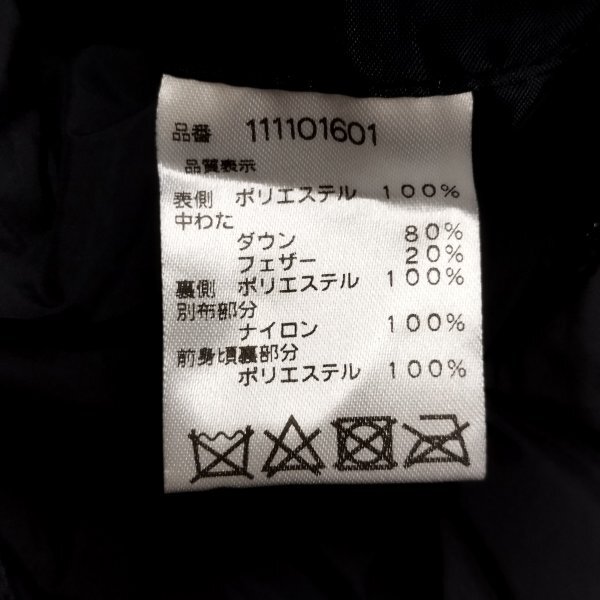 品番 111101601
品質表示
表側 ポリエステル 100%
中わた
ダウン 80%
フェザー 20%
裏側 ポリエステル 100%
別布部分
ナイロン 100%
前身頃裏部分
ポリエステル 100%